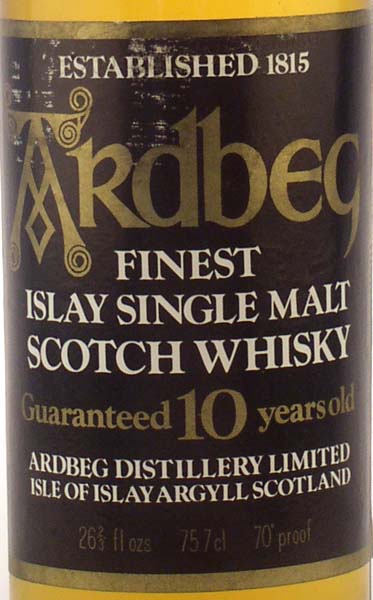 ESTABLISHED 1815
Ardbeg
FINEST
ISLAY SINGLE MALT
SCOTCH WHISKY
Guaranteed 10 years old
ARDBEG DISTILLERY LIMITED
ISLE OF ISLAY ARGYLL SCOTLAND
26⅔ fl ozs 75.7cl 70° proof